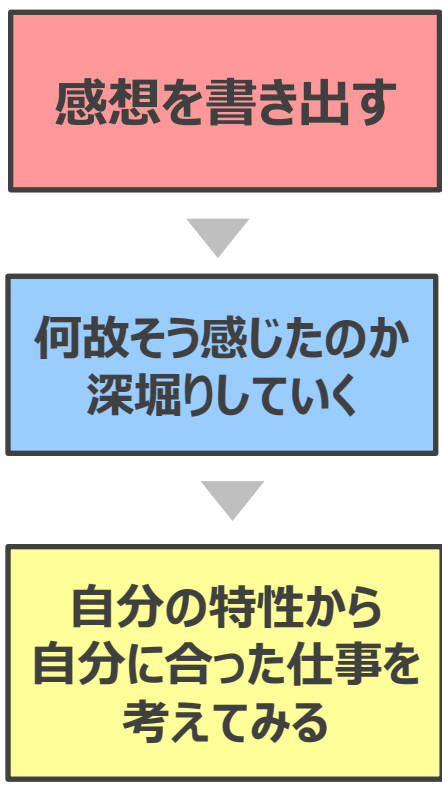 感想を書き出す
何故そう感じたのか
深堀りしていく
自分の特性から
自分に合った仕事を
考えてみる